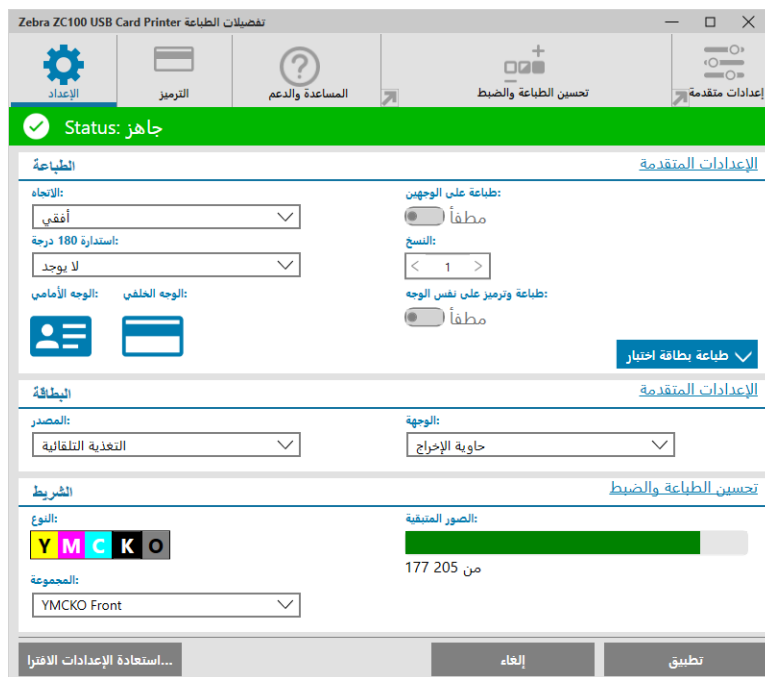 Zebra ZC100 USB Card Printer تفضيلات الطباعة
الإعداد
الترميز
المساعدة والدعم
تحسين الطباعة والضبط
إعدادات متقدمة
Status: جاهز
الطباعة
الإعدادات المتقدمة
الاتجاه:
طباعة على الوجهين:
أفقي
مطفأ
استدارة 180 درجة:
النسخ:
لا يوجد
< 1 >
الوجه الأمامي:
الوجه الخلفي:
طباعة وترميز على نفس الوجه:
مطفأ
طباعة بطاقة اختبار
البطاقة
الإعدادات المتقدمة
المصدر:
الوجهة:
التغذية التلقائية
حاوية الإخراج
الشريط
تحسين الطباعة والضبط
النوع:
الصور المتبقية:
Y M C K O
177 من 205
المجموعة:
YMCKO Front
استعادة الإعدادات الافترا...
إلغاء
تطبيق